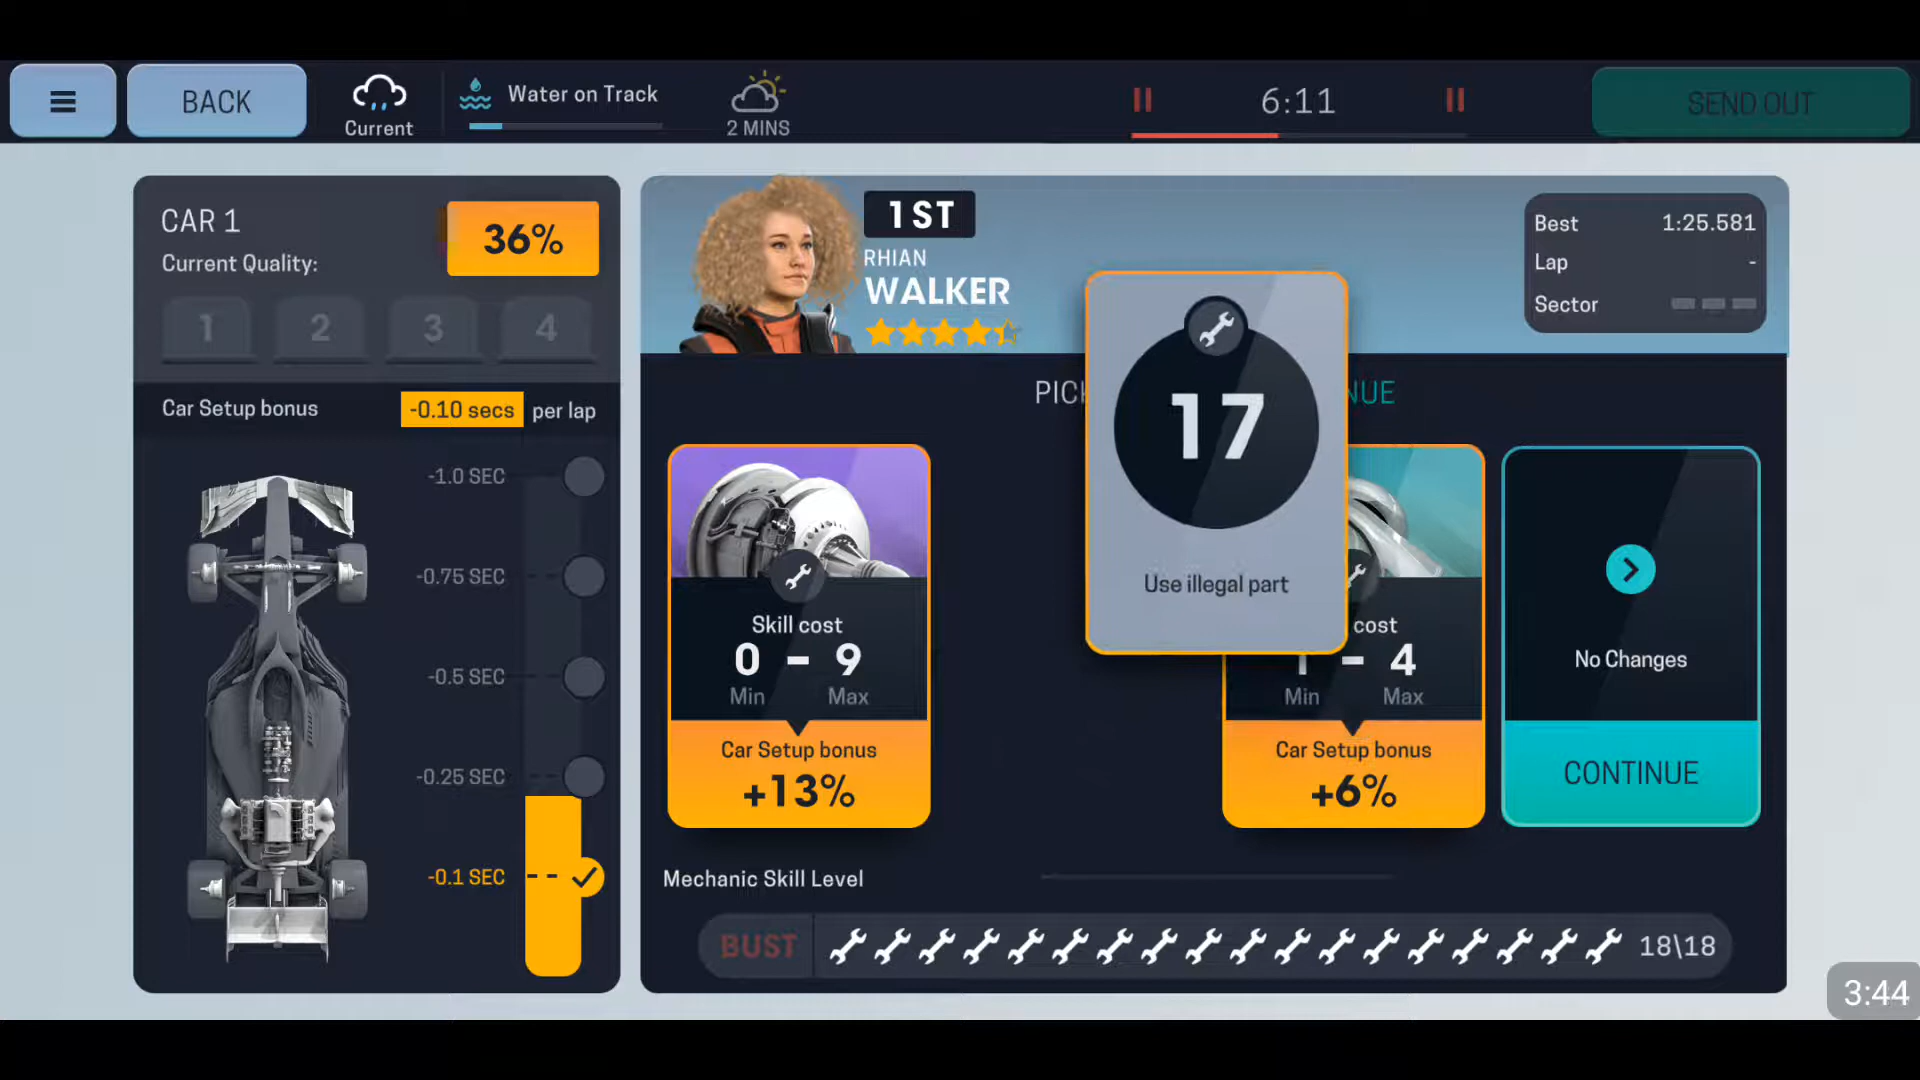 BACK
Current
Water on Track
2 MINS
6:11
SEND OUT
CAR 1
Current Quality:
36%
1 2 3 4
Car Setup bonus -0.10 secs per lap
-1.0 SEC
-0.75 SEC
-0.5 SEC
-0.25 SEC
-0.1 SEC
1ST
RHIAN
WALKER
Best 1:25.581
Lap -
Sector
Skill cost
0 - 9
Min Max
Car Setup bonus
+13%
17
Use illegal part
cost
- 4
Min Max
Car Setup bonus
+6%
No Changes
CONTINUE
Mechanic Skill Level
BUST
18\18
3:44